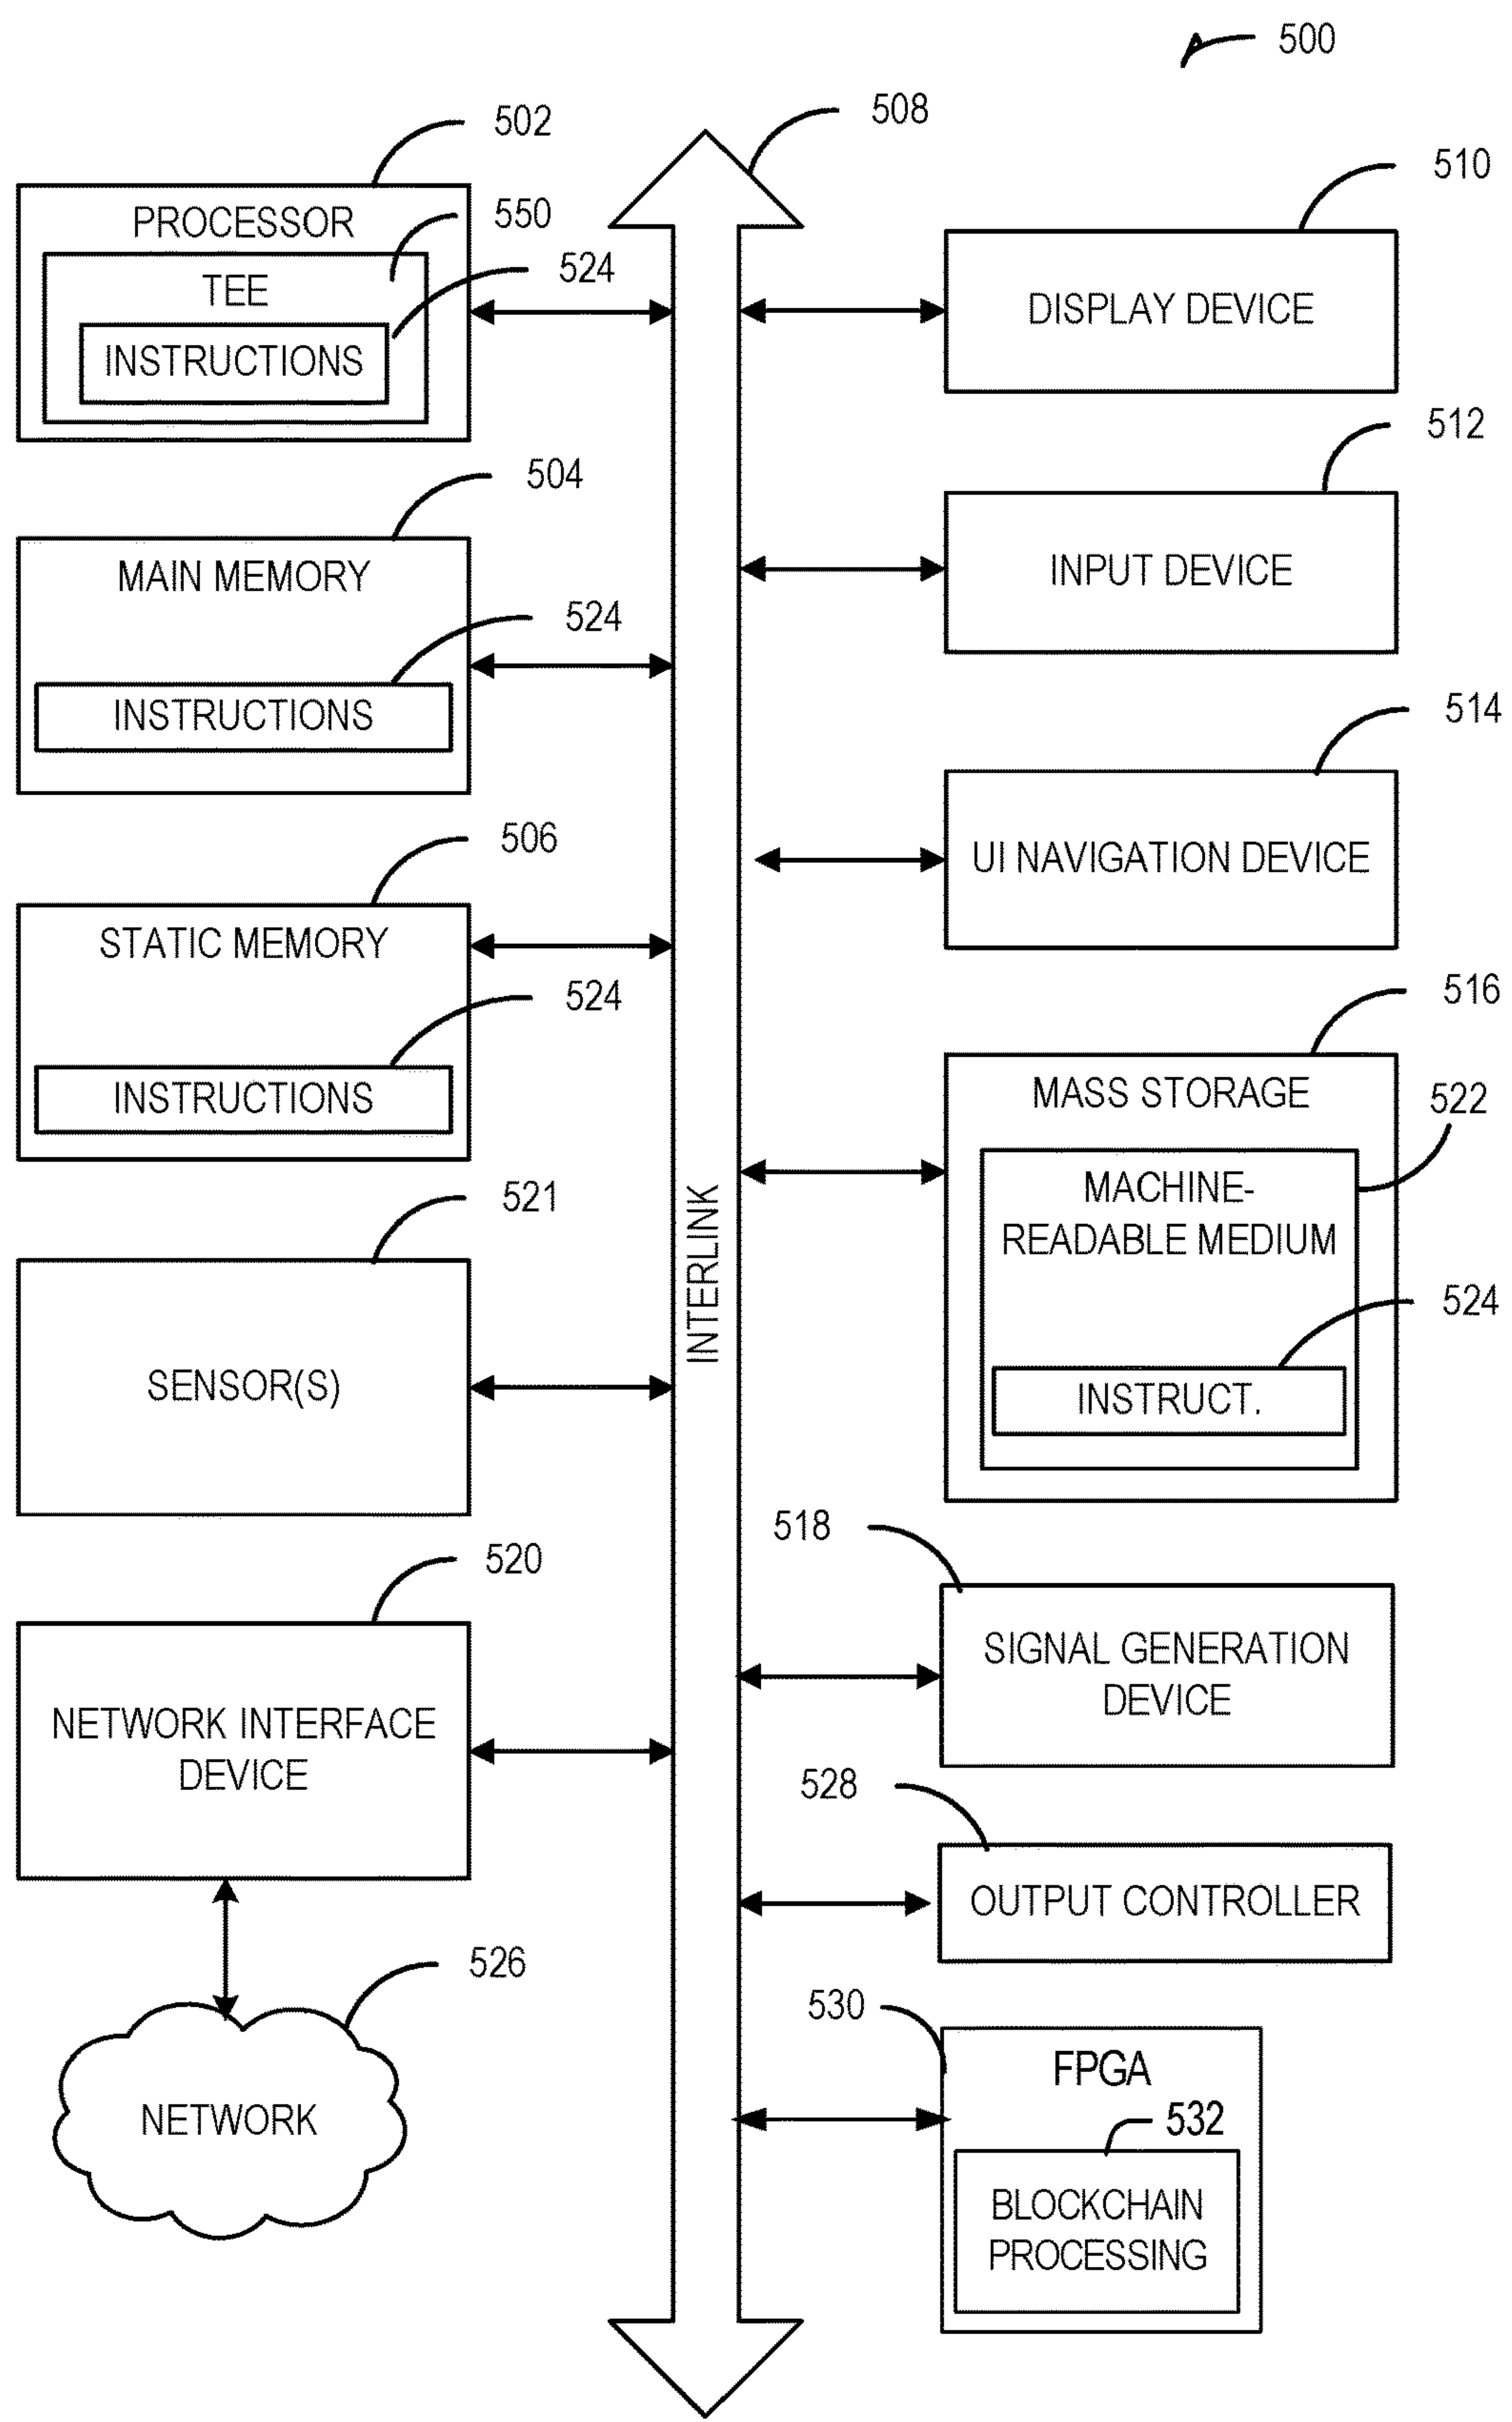 500
502
508
PROCESSOR
550
TEE
524
INSTRUCTIONS
510
DISPLAY DEVICE
504
MAIN MEMORY
524
INSTRUCTIONS
512
INPUT DEVICE
506
STATIC MEMORY
524
INSTRUCTIONS
514
UI NAVIGATION DEVICE
521
SENSOR(S)
INTERLINK
516
MASS STORAGE
522
MACHINE-
READABLE MEDIUM
524
INSTRUCT.
520
NETWORK INTERFACE
DEVICE
518
SIGNAL GENERATION
DEVICE
528
OUTPUT CONTROLLER
526
NETWORK
530
FPGA
532
BLOCKCHAIN
PROCESSING